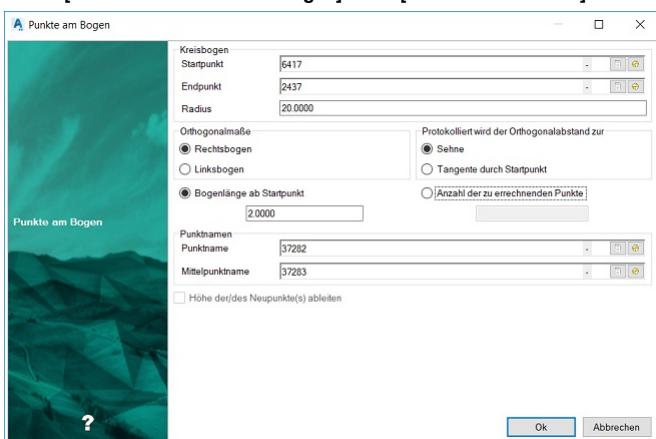 Punkte am Bogen
Kreisbogen
Startpunkt 6417
Endpunkt 2437
Radius 20.0000
Orthogonalmaße
Rechtsbogen
Linksbogen
Protokolliert wird der Orthogonalabstand zur
Sehne
Tangente durch Startpunkt
Bogenlänge ab Startpunkt
2.0000
Anzahl der zu errechnenden Punkte
Punkte am Bogen
Punktnamen
Punktname 37282
Mittelpunktname 37283
Höhe der/des Neupunkte(s) ableiten
?
Ok Abbrechen